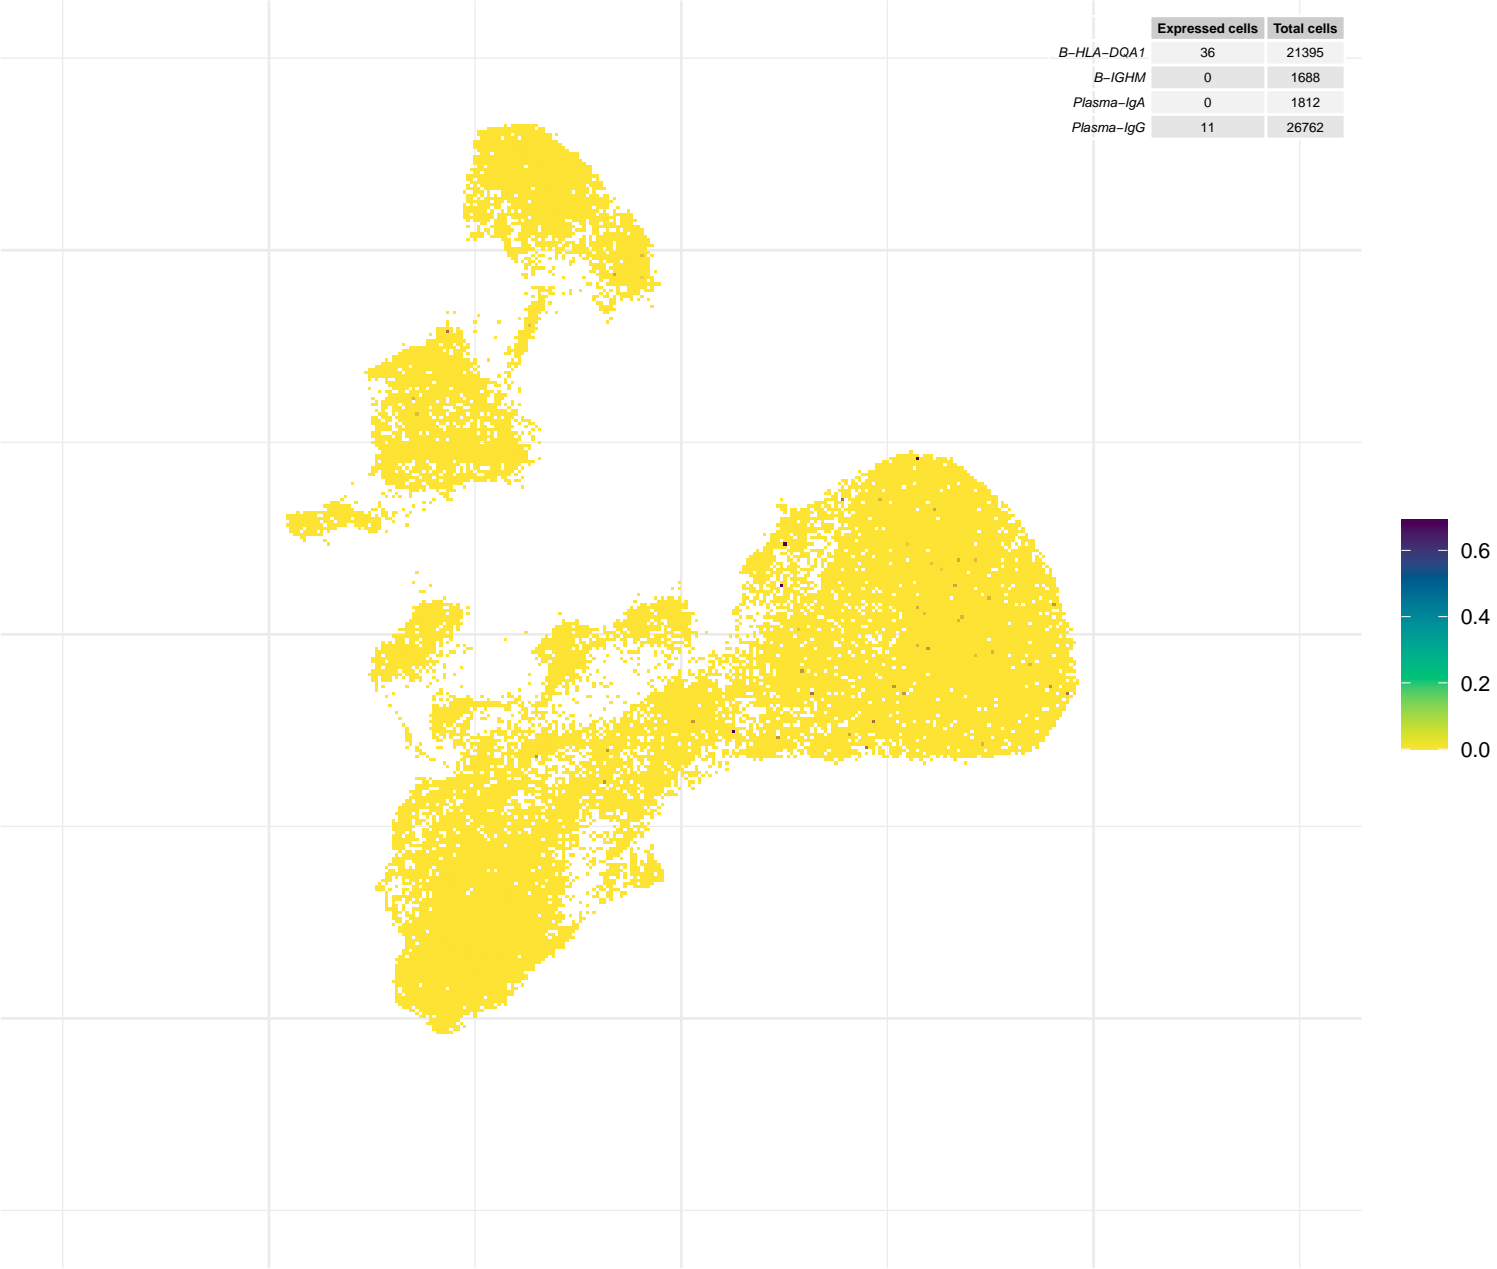 Expressed cells Total cells
B−HLA−DQA1 36 21395
B−IGHM 0 1688
Plasma−IgA 0 1812
Plasma−IgG 11 26762
0.6
0.4
0.2
0.0